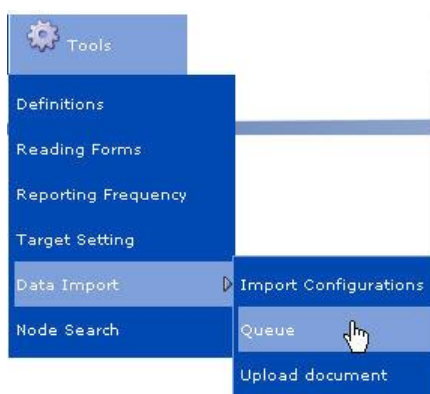 Tools
Definitions
Reading Forms
Reporting Frequency
Target Setting
Data Import
Node Search
Import Configurations
Queue
Upload document